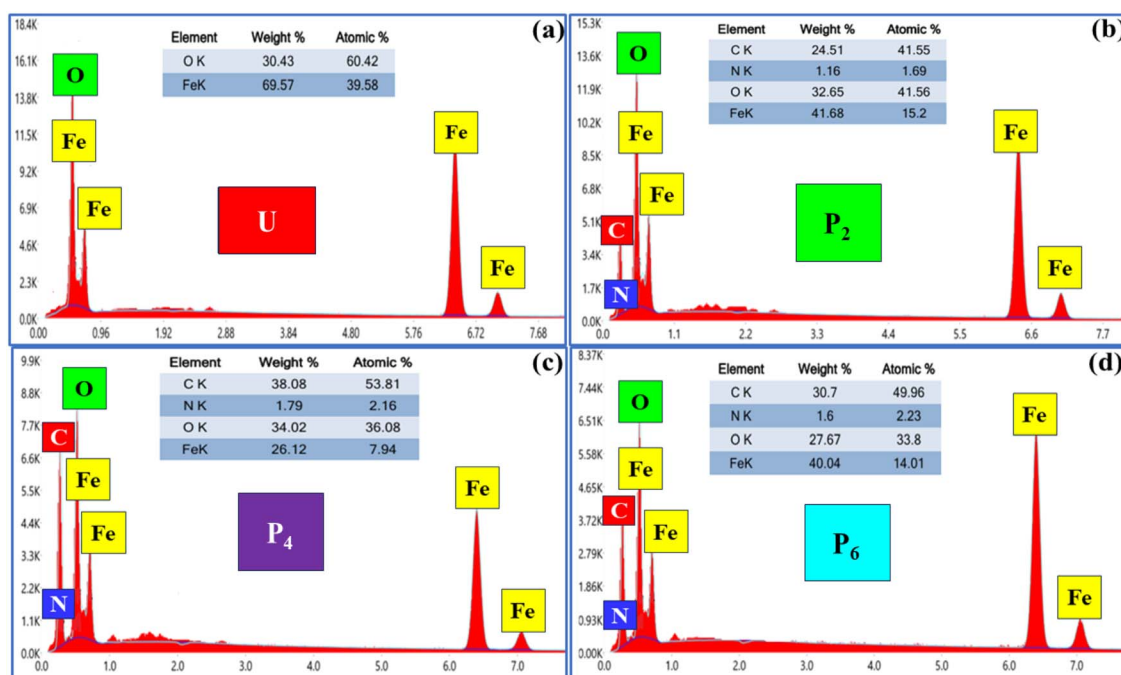 (a)
18.4K
16.1K
13.8K
11.5K
9.2K
6.9K
4.6K
2.3K
0.0K
Element Weight % Atomic %
O K 30.43 60.42
FeK 69.57 39.58
O
Fe
Fe
U
Fe
Fe
0.00 0.96 1.92 2.88 3.84 4.80 5.76 6.72 7.68
(b)
15.3K
13.6K
11.9K
10.2K
8.5K
6.8K
5.1K
3.4K
1.7K
0.0K
Element Weight % Atomic %
C K 24.51 41.55
N K 1.16 1.69
O K 32.65 41.56
FeK 41.68 15.2
O
Fe
Fe
C
N
P2
Fe
Fe
1.1 2.2 3.3 4.4 5.5 6.6 7.7
(c)
9.9K
8.8K
7.7K
6.6K
5.5K
4.4K
3.3K
2.2K
1.1K
0.0K
Element Weight % Atomic %
C K 38.08 53.81
N K 1.79 2.16
O K 34.02 36.08
FeK 26.12 7.94
O
C
Fe
Fe
N
P4
Fe
Fe
0.0 1.0 2.0 3.0 4.0 5.0 6.0 7.0
(d)
8.37K
7.44K
6.51K
5.58K
4.65K
3.72K
2.79K
1.86K
0.93K
0.00K
Element Weight % Atomic %
C K 30.7 49.96
N K 1.6 2.23
O K 27.67 33.8
FeK 40.04 14.01
O
Fe
C
Fe
N
P6
Fe
Fe
0.0 1.0 2.0 3.0 4.0 5.0 6.0 7.0